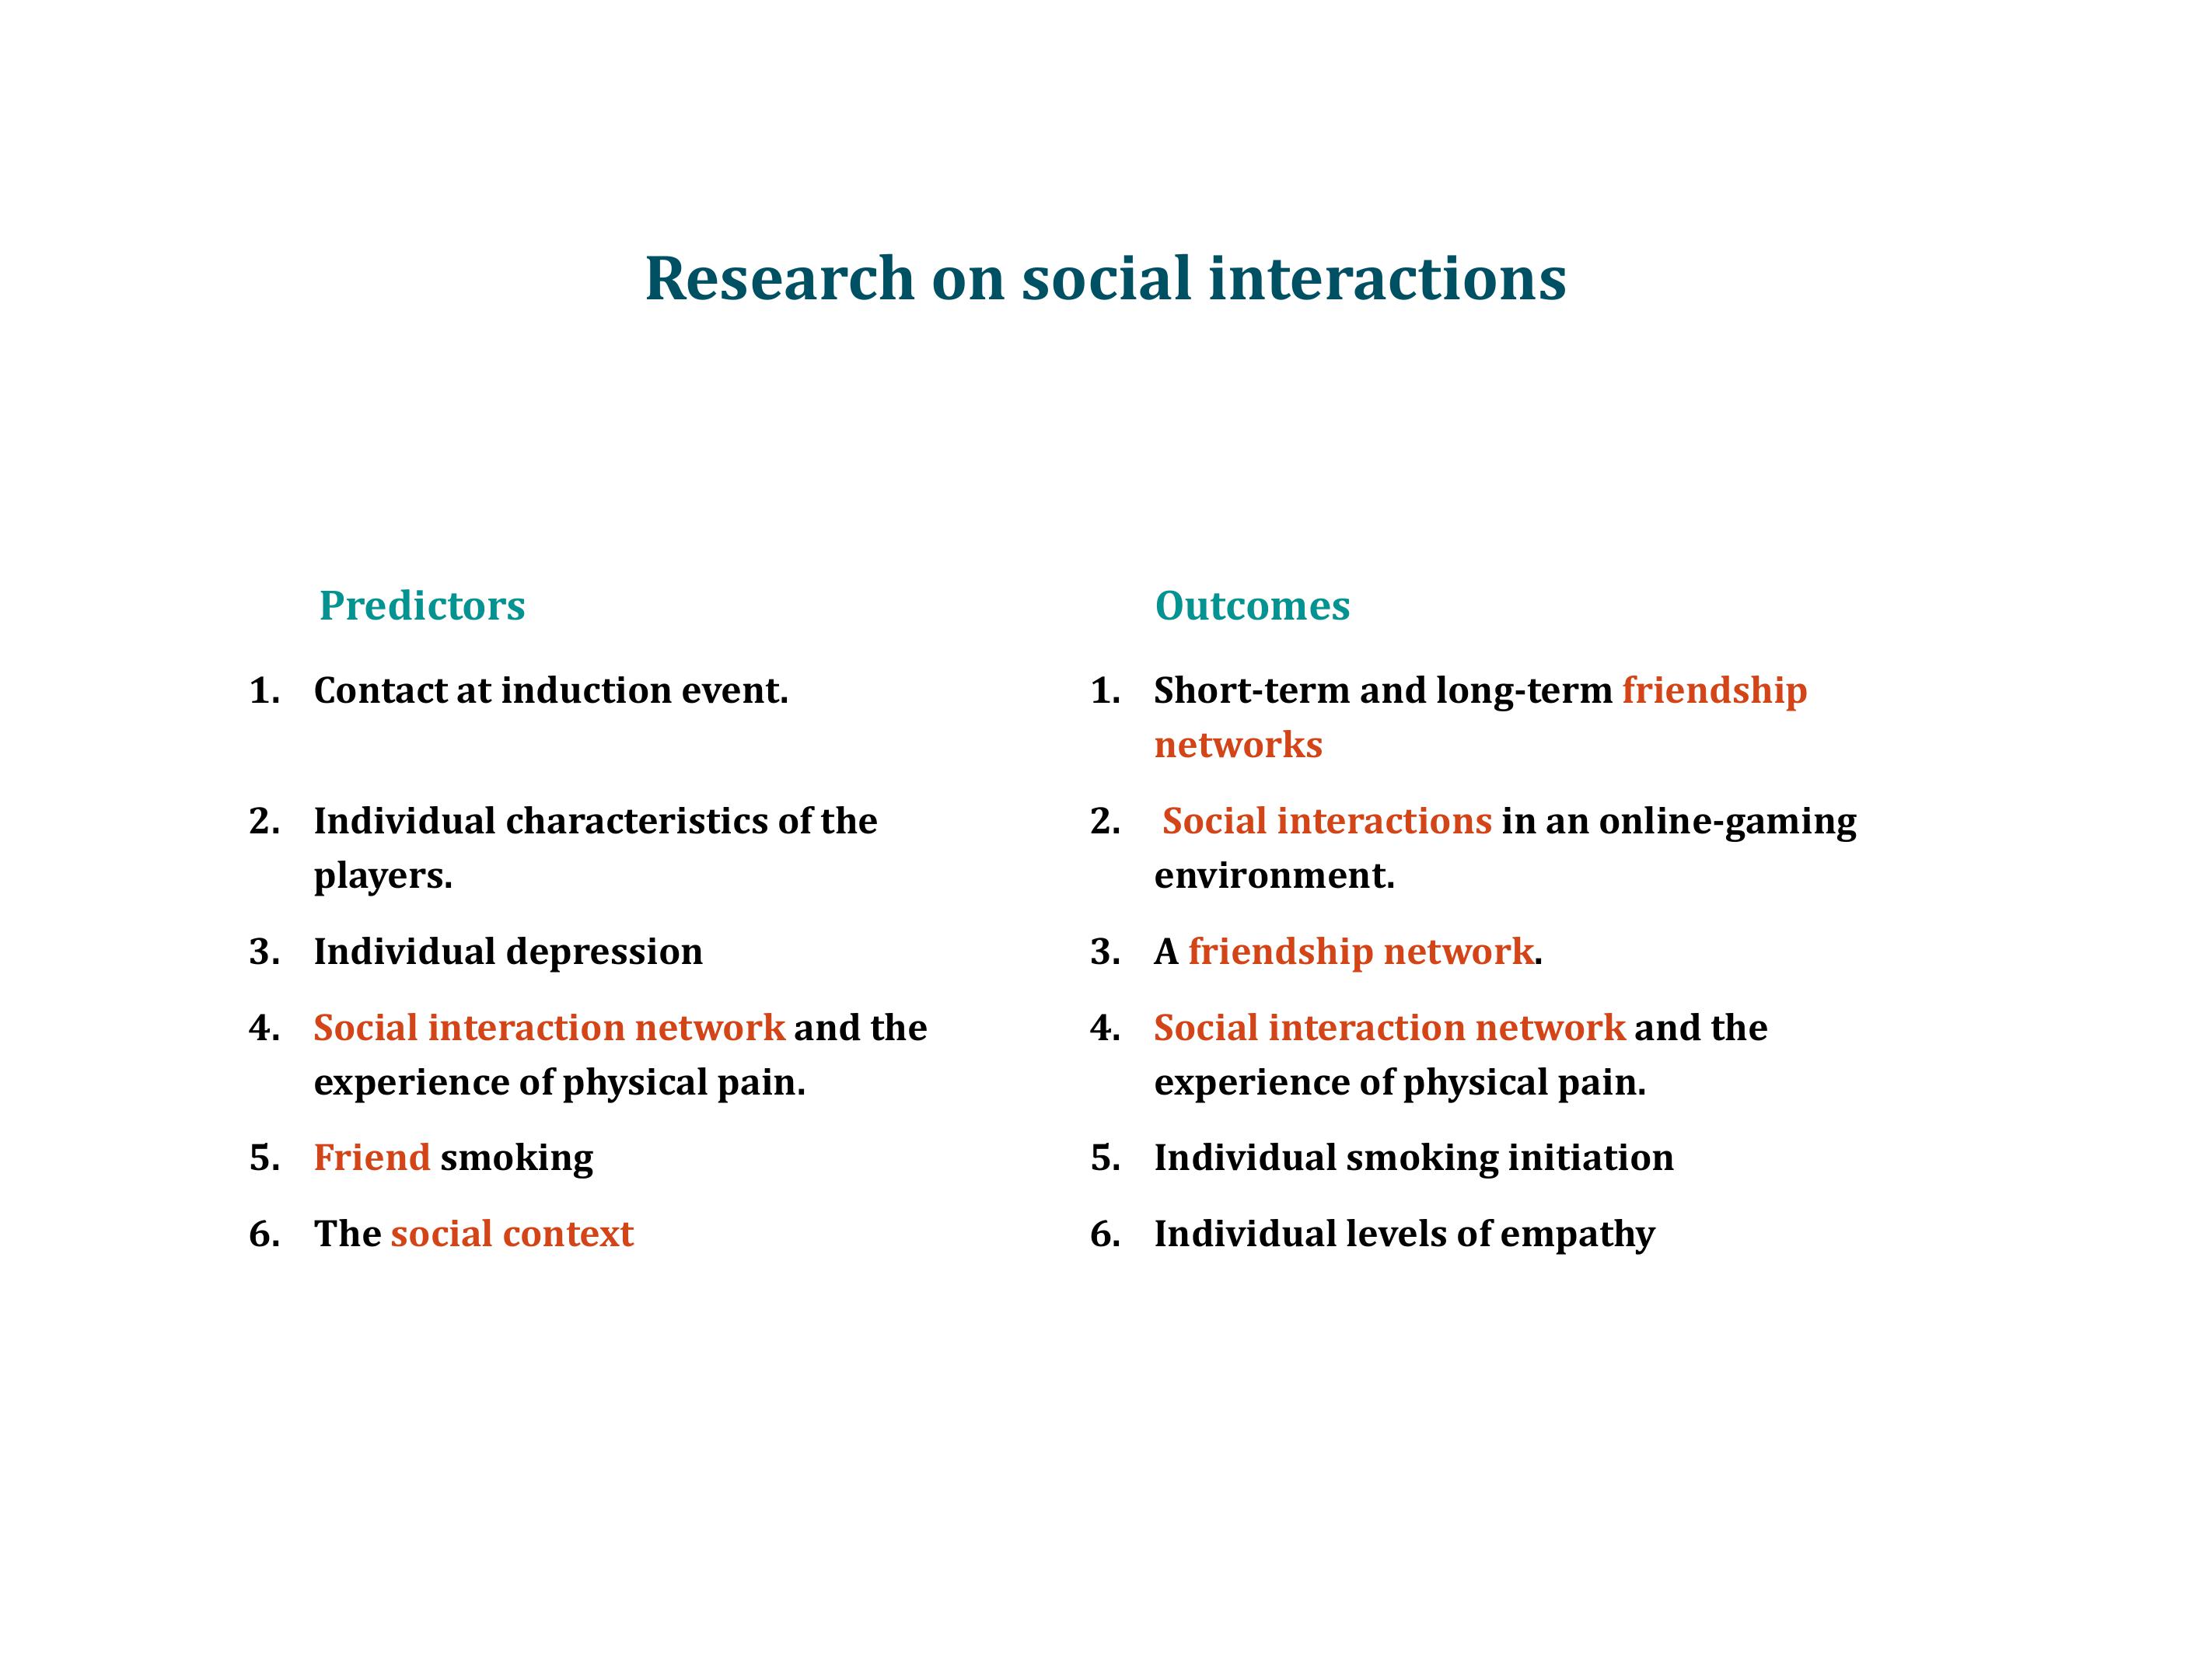 Research on social interactions
Predictors
1. Contact at induction event.
2. Individual characteristics of the
players.
3. Individual depression
4. Social interaction network and the
experience of physical pain.
5. Friend smoking
6. The social context
Outcomes
1. Short-term and long-term friendship
networks
2. Social interactions in an online-gaming
environment.
3. A friendship network.
4. Social interaction network and the
experience of physical pain.
5. Individual smoking initiation
6. Individual levels of empathy